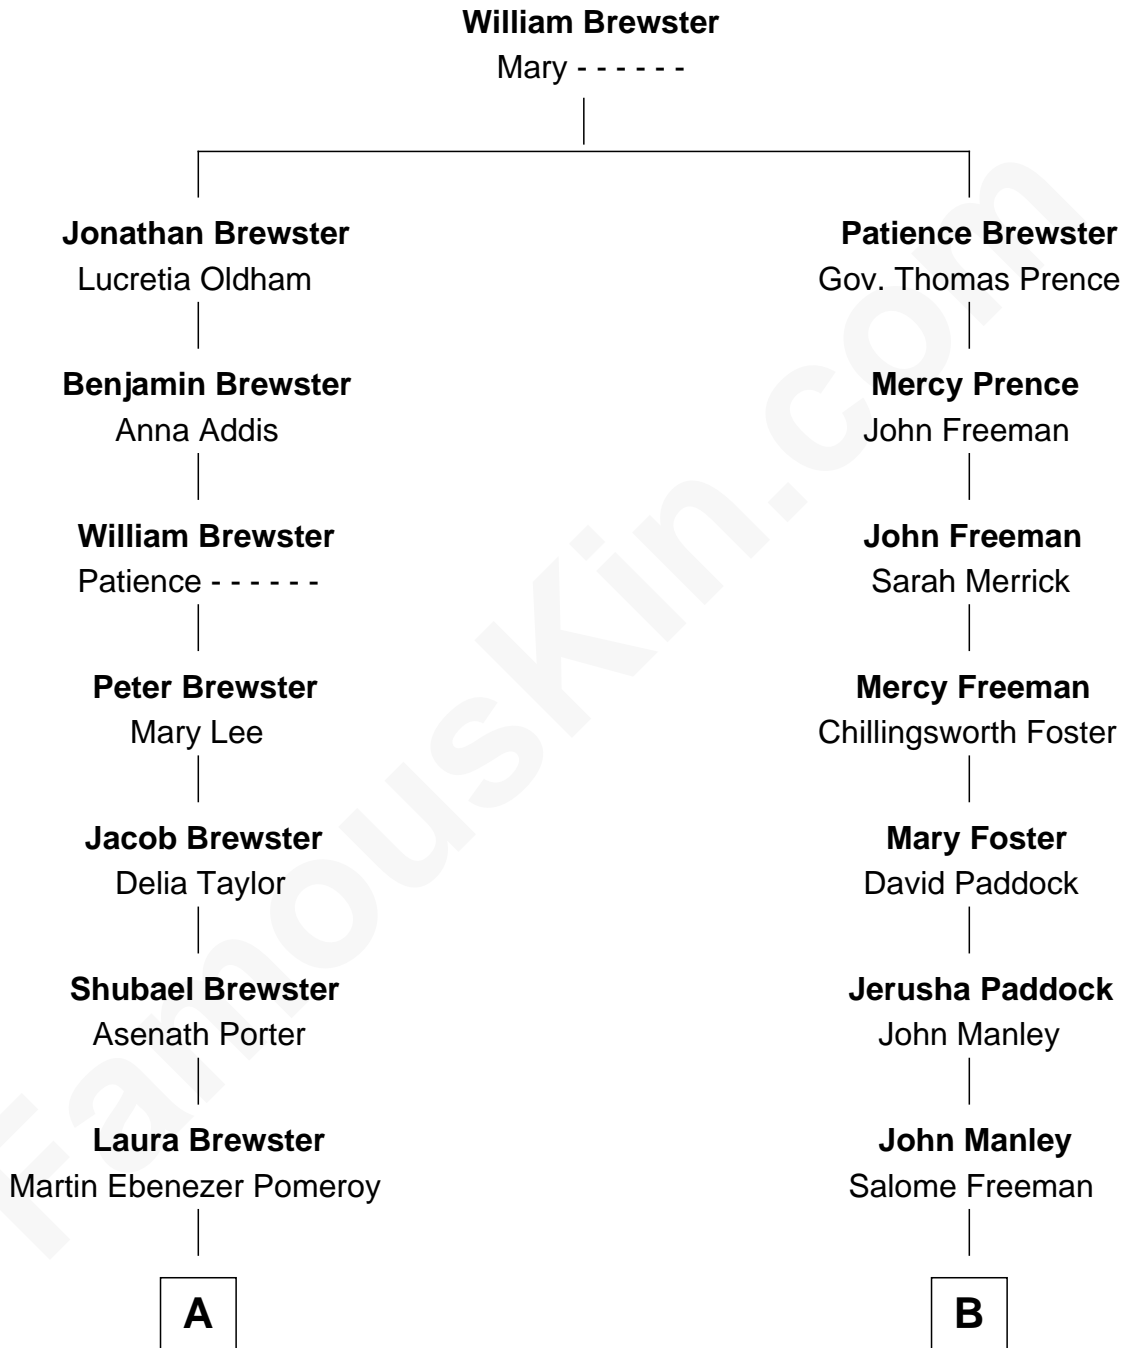 William Brewster
Mary - - - - - -
Jonathan Brewster
Lucretia Oldham
Benjamin Brewster
Anna Addis
William Brewster
Patience - - - - - -
Peter Brewster
Mary Lee
Jacob Brewster
Delia Taylor
Shubael Brewster
Asenath Porter
Laura Brewster
Martin Ebenezer Pomeroy
A
Patience Brewster
Gov. Thomas Prence
Mercy Prence
John Freeman
John Freeman
Sarah Merrick
Mercy Freeman
Chillingsworth Foster
Mary Foster
David Paddock
Jerusha Paddock
John Manley
John Manley
Salome Freeman
B
FamousKin.com